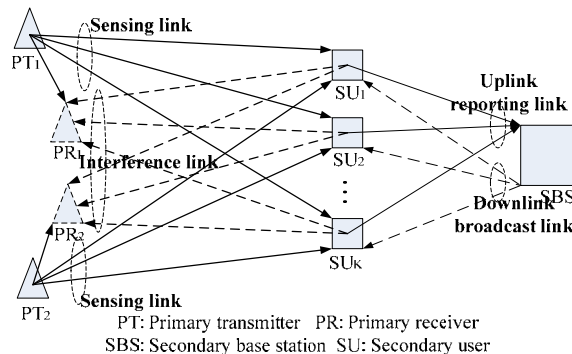 Sensing link
PT1
SU1
Uplink
reporting link
PR1
Interference link
SU2
SBS
PR2
Downlink
broadcast link
SUK
PT2
Sensing link
PT: Primary transmitter PR: Primary receiver
SBS: Secondary base station SU: Secondary user